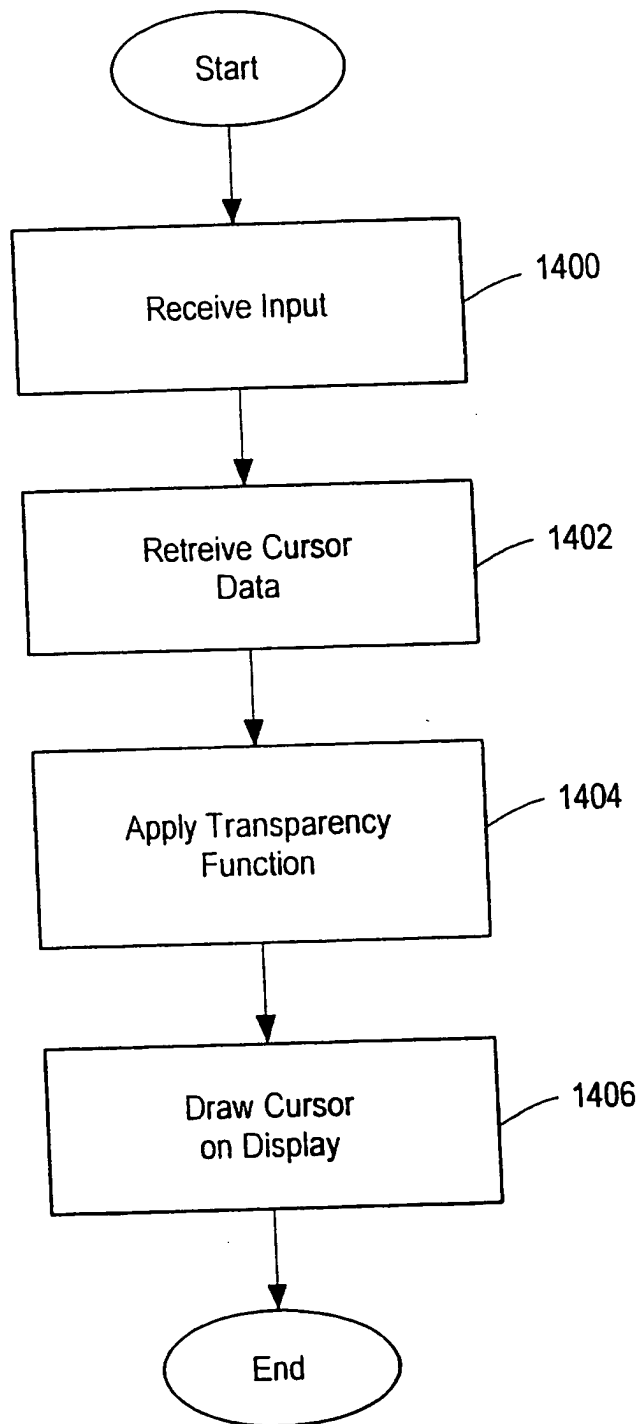 Start
Receive Input
1400
Retreive Cursor
Data
1402
Apply Transparency
Function
1404
Draw Cursor
on Display
1406
End